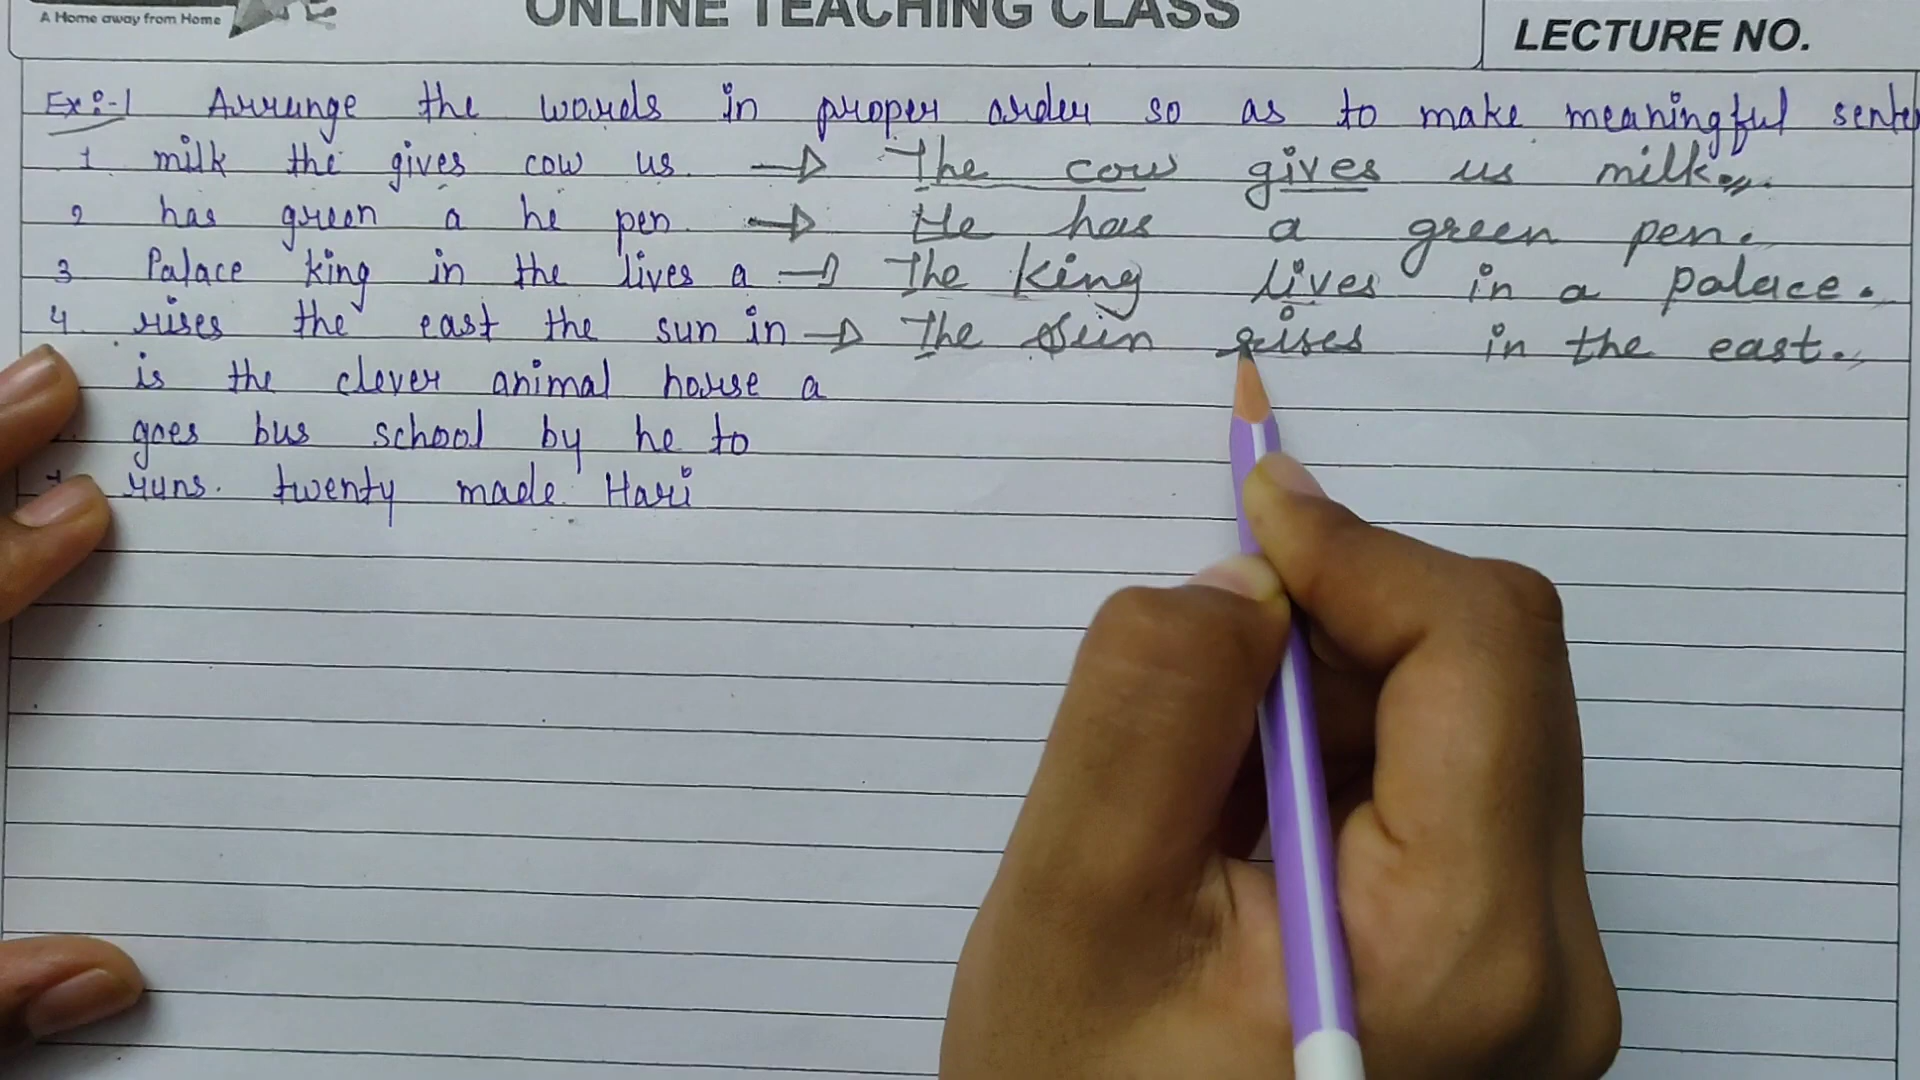 A Home away from Home
ONLINE TEACHING CLASS
LECTURE NO.
Ex:-1 Arrange the words in proper order so as to make meaningful sente
1 milk the gives cow us → The cow gives us milk.
2 has green a he pen → He has a green pen.
3 Palace king in the lives a → The king lives in a palace.
4. rises the east the sun in → The Sun rises in the east.
is the clever animal horse a
goes bus school by he to
runs. twenty made Hari